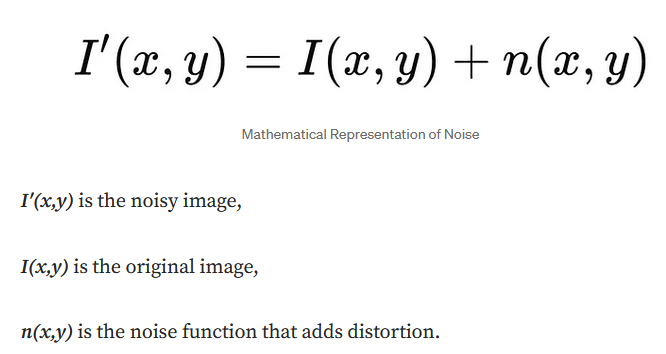 I′(x, y) = I(x, y) + n(x, y)
Mathematical Representation of Noise
I′(x,y) is the noisy image,
I(x,y) is the original image,
n(x,y) is the noise function that adds distortion.